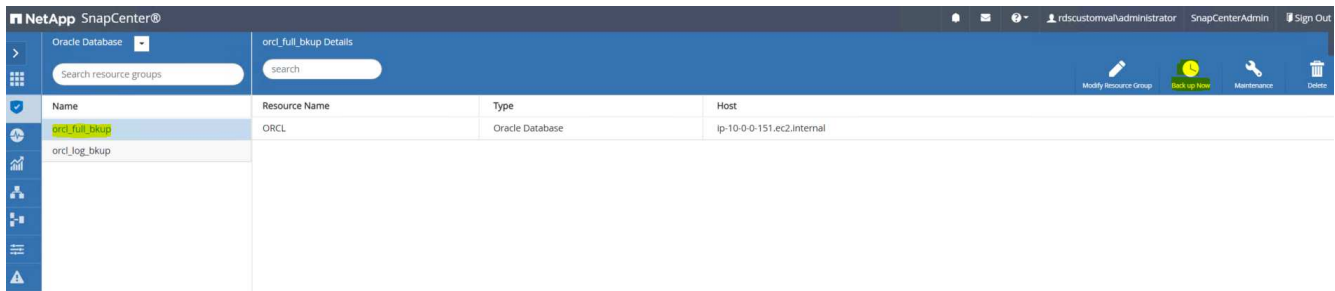 NetApp SnapCenter®
rdscustomval\administrator SnapCenterAdmin Sign Out
Oracle Database
Search resource groups
Name
orcl_full_bkup
orcl_log_bkup
orcl_full_bkup Details
search
Modify Resource Group Back up Now Maintenance Delete
Resource Name Type Host
ORCL Oracle Database ip-10-0-0-151.ec2.internal